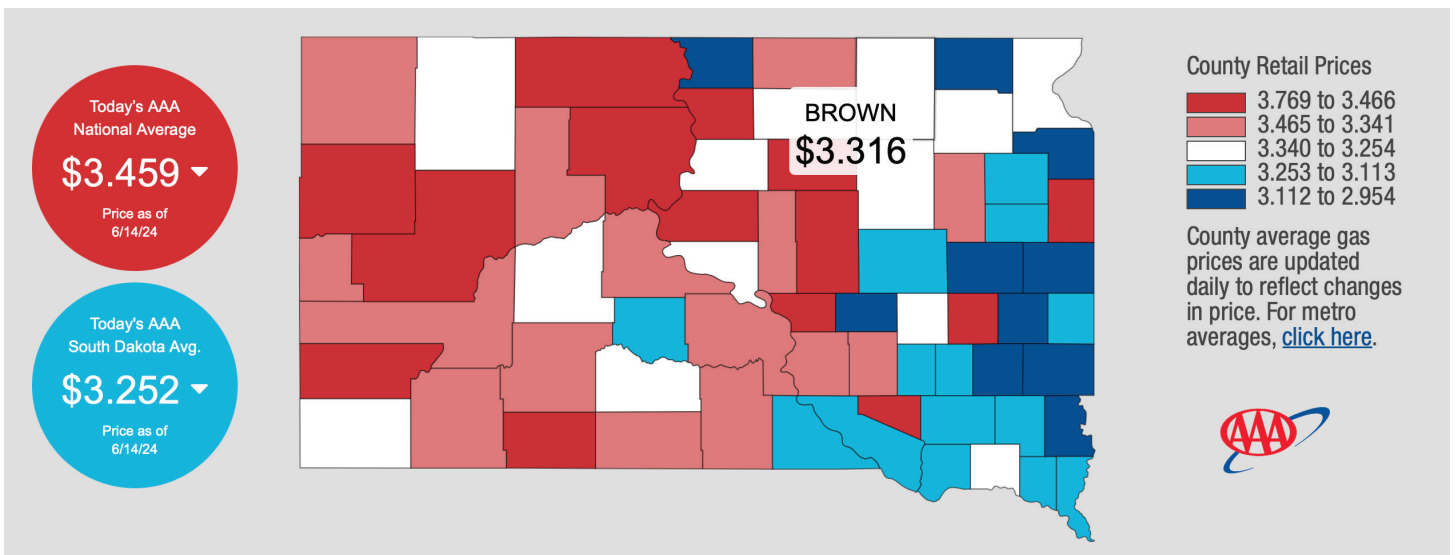 Today's AAA
National Average
$3.459
Price as of
6/14/24
Today's AAA
South Dakota Avg.
$3.252
Price as of
6/14/24
BROWN
$3.316
County Retail Prices
3.769 to 3.466
3.465 to 3.341
3.340 to 3.254
3.253 to 3.113
3.112 to 2.954
County average gas
prices are updated
daily to reflect changes
in price. For metro
averages, click here.
AAA